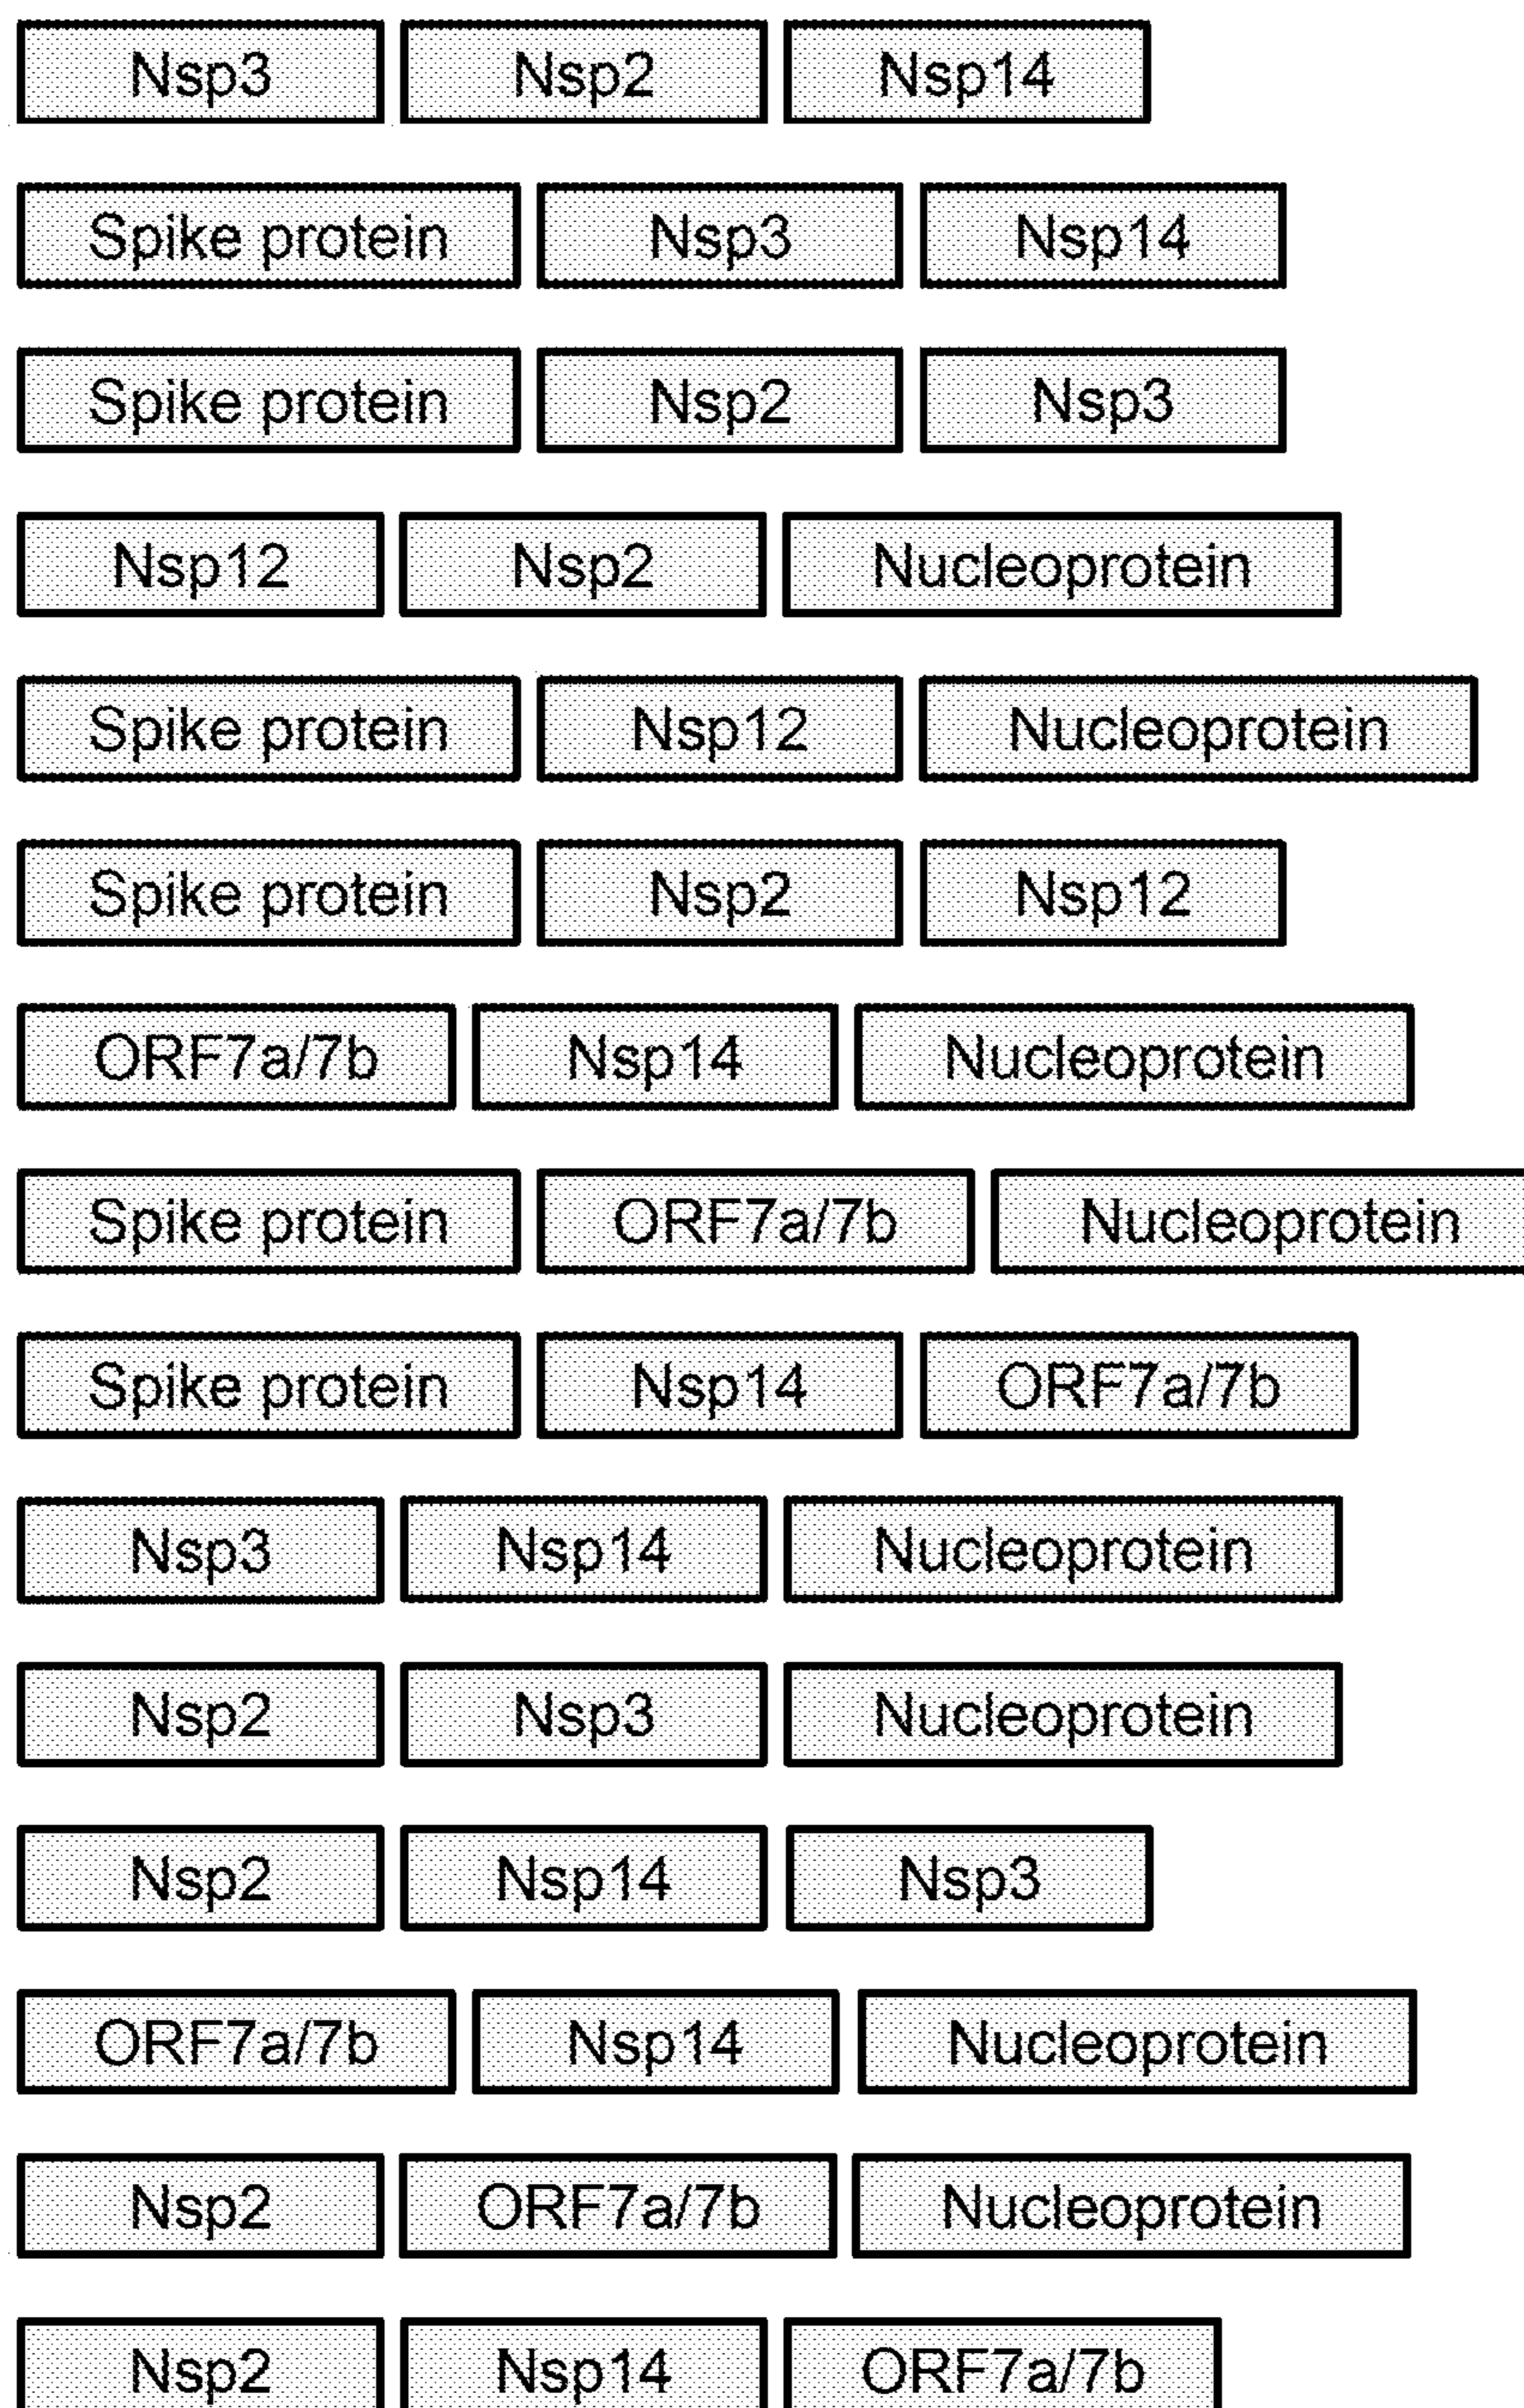 Nsp3 Nsp2 Nsp14
Spike protein Nsp3 Nsp14
Spike protein Nsp2 Nsp3
Nsp12 Nsp2 Nucleoprotein
Spike protein Nsp12 Nucleoprotein
Spike protein Nsp2 Nsp12
ORF7a/7b Nsp14 Nucleoprotein
Spike protein ORF7a/7b Nucleoprotein
Spike protein Nsp14 ORF7a/7b
Nsp3 Nsp14 Nucleoprotein
Nsp2 Nsp3 Nucleoprotein
Nsp2 Nsp14 Nsp3
ORF7a/7b Nsp14 Nucleoprotein
Nsp2 ORF7a/7b Nucleoprotein
Nsp2 Nsp14 ORF7a/7b